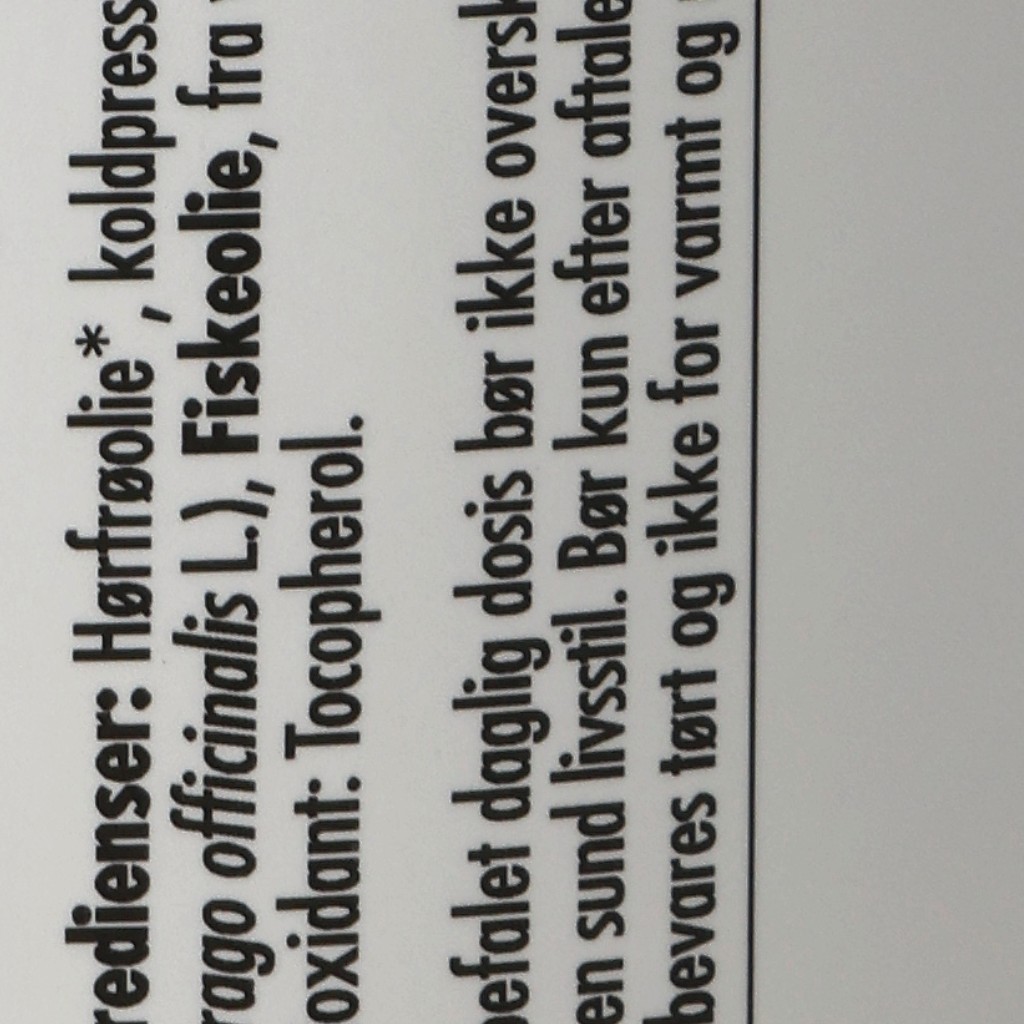 redienser: Hørfrøolie*, koldpress
rago officinalis L.), Fiskeolie, fra
oxidant: Tocopherol.
efalet daglig dosis bør ikke oversk
en sund livsstil. Bør kun efter aftale
bevares tørt og ikke for varmt og